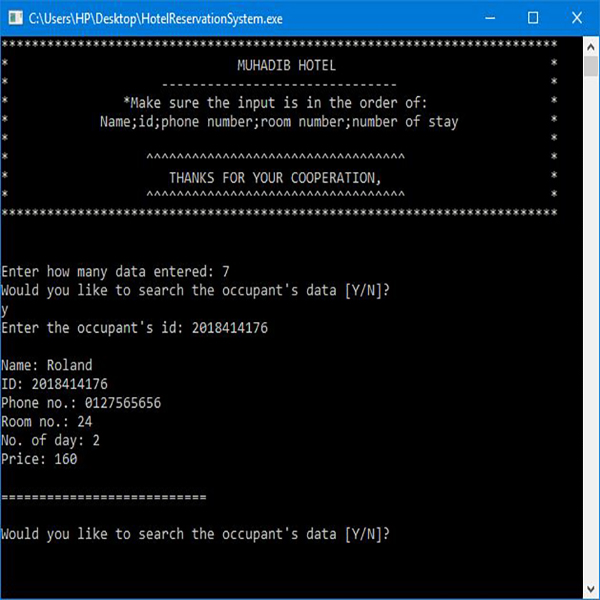 C:\Users\HP\Desktop\HotelReservationSystem.exe
*************************************************************************
* MUHADIB HOTEL *
* ------------------------------- *
* *Make sure the input is in the order of: *
* Name;id;phone number;room number;number of stay *
* *
* ^^^^^^^^^^^^^^^^^^^^^^^^^^^^^^^^^^ *
* THANKS FOR YOUR COOPERATION, *
* ^^^^^^^^^^^^^^^^^^^^^^^^^^^^^^^^^^ *
*************************************************************************
Enter how many data entered: 7
Would you like to search the occupant's data [Y/N]?
y
Enter the occupant's id: 2018414176
Name: Roland
ID: 2018414176
Phone no.: 0127565656
Room no.: 24
No. of day: 2
Price: 160
===========================
Would you like to search the occupant's data [Y/N]?